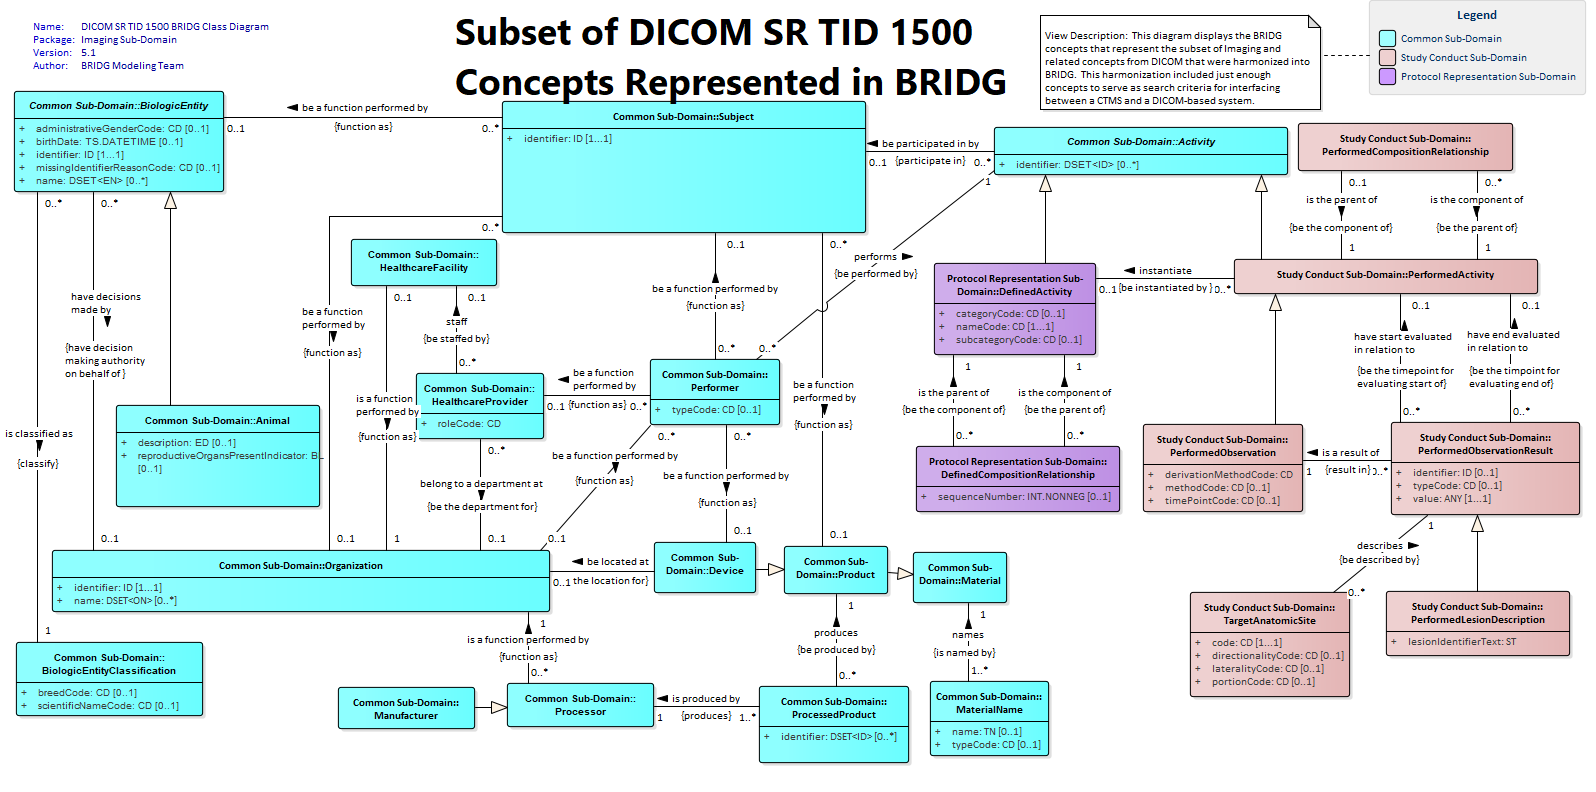 Name: DICOM SR TID 1500 BRIDG Class Diagram
Package: Imaging Sub-Domain
Version: 5.1
Author: BRIDG Modeling Team
Subset of DICOM SR TID 1500
Concepts Represented in BRIDG
View Description: This diagram displays the BRIDG
concepts that represent the subset of Imaging and
related concepts from DICOM that were harmonized into
BRIDG. This harmonization included just enough
concepts to serve as search criteria for interfacing
between a CTMS and a DICOM-based system.
Legend
Common Sub-Domain
Study Conduct Sub-Domain
Protocol Representation Sub-Domain
Common Sub-Domain::BiologicEntity
+ administrativeGenderCode: CD [0..1]
+ birthDate: TS.DATETIME [0..1]
+ identifier: ID [1...1]
+ missingIdentifierReasonCode: CD [0..1]
+ name: DSET<EN> [0..*]
be a function performed by
{function as}
0..1
0..*
Common Sub-Domain::Subject
+ identifier: ID [1...1]
be participated in by
{participate in}
0..1
0..*
Common Sub-Domain::Activity
+ identifier: DSET<ID> [0..*]
Study Conduct Sub-Domain::
PerformedCompositionRelationship
0..1
is the parent of
{be the component of}
1
0..*
is the component of
{be the parent of}
1
Study Conduct Sub-Domain::PerformedActivity
instantiate
{be instantiated by}
0..1
0..*
1
performs
{be performed by}
0..*
Protocol Representation Sub-
Domain::DefinedActivity
+ categoryCode: CD [0..1]
+ nameCode: CD [1...1]
+ subcategoryCode: CD [0..1]
1
is the parent of
{be the component of}
0..*
1
is the component of
{be the parent of}
0..*
Protocol Representation Sub-Domain::
DefinedCompositionRelationship
+ sequenceNumber: INT.NONNEG [0..1]
0..1
have start evaluated
in relation to
{be the timepoint for
evaluating start of}
0..*
0..1
have end evaluated
in relation to
{be the timpoint for
evaluating end of}
0..*
Study Conduct Sub-Domain::
PerformedObservation
+ derivationMethodCode: CD
+ methodCode: CD [0..1]
+ timePointCode: CD [0..1]
is a result of
{result in}
1
0..*
Study Conduct Sub-Domain::
PerformedObservationResult
+ identifier: ID [0..1]
+ typeCode: CD [0..1]
+ value: ANY [1...1]
1
describes
{be described by}
0..*
Study Conduct Sub-Domain::
TargetAnatomicSite
+ code: CD [1...1]
+ directionalityCode: CD [0..1]
+ lateralityCode: CD [0..1]
+ portionCode: CD [0..1]
Study Conduct Sub-Domain::
PerformedLesionDescription
+ lesionIdentifierText: ST
0..*
is classified as
{classify}
1
0..*
have decisions
made by
{have decision
making authority
on behalf of }
0..1
Common Sub-Domain::Animal
+ description: ED [0..1]
+ reproductiveOrgansPresentIndicator: BL
[0..1]
0..*
be a function
performed by
{function as}
0..1
Common Sub-Domain::
HealthcareFacility
0..1
is a function
performed by
{function as}
1
0..1
staff
{be staffed by}
0..*
Common Sub-Domain::
HealthcareProvider
+ roleCode: CD
0..*
belong to a department at
{be the department for}
0..1
be a function
performed by
{function as}
0..1
0..*
0..1
be a function performed by
{function as}
0..*
Common Sub-Domain::
Performer
+ typeCode: CD [0..1]
0..*
be a function performed by
{function as}
0..1
0..*
be a function
performed by
{function as}
0..1
0..*
be a function
performed by
{function as}
0..1
Common Sub-Domain::Organization
+ identifier: ID [1...1]
+ name: DSET<ON> [0..*]
be located at
0..1
the location for}
Common Sub-
Domain::Device
Common Sub-
Domain::Product
Common Sub-
Domain::Material
1
is a function performed by
{function as}
0..*
1
produces
{be produced by}
0..*
1
names
{is named by}
1..*
Common Sub-Domain::
BiologicEntityClassification
+ breedCode: CD [0..1]
+ scientificNameCode: CD [0..1]
Common Sub-Domain::
Manufacturer
Common Sub-Domain::
Processor
is produced by
{produces}
1
1..*
Common Sub-Domain::
ProcessedProduct
+ identifier: DSET<ID> [0..*]
Common Sub-Domain::
MaterialName
+ name: TN [0..1]
+ typeCode: CD [0..1]